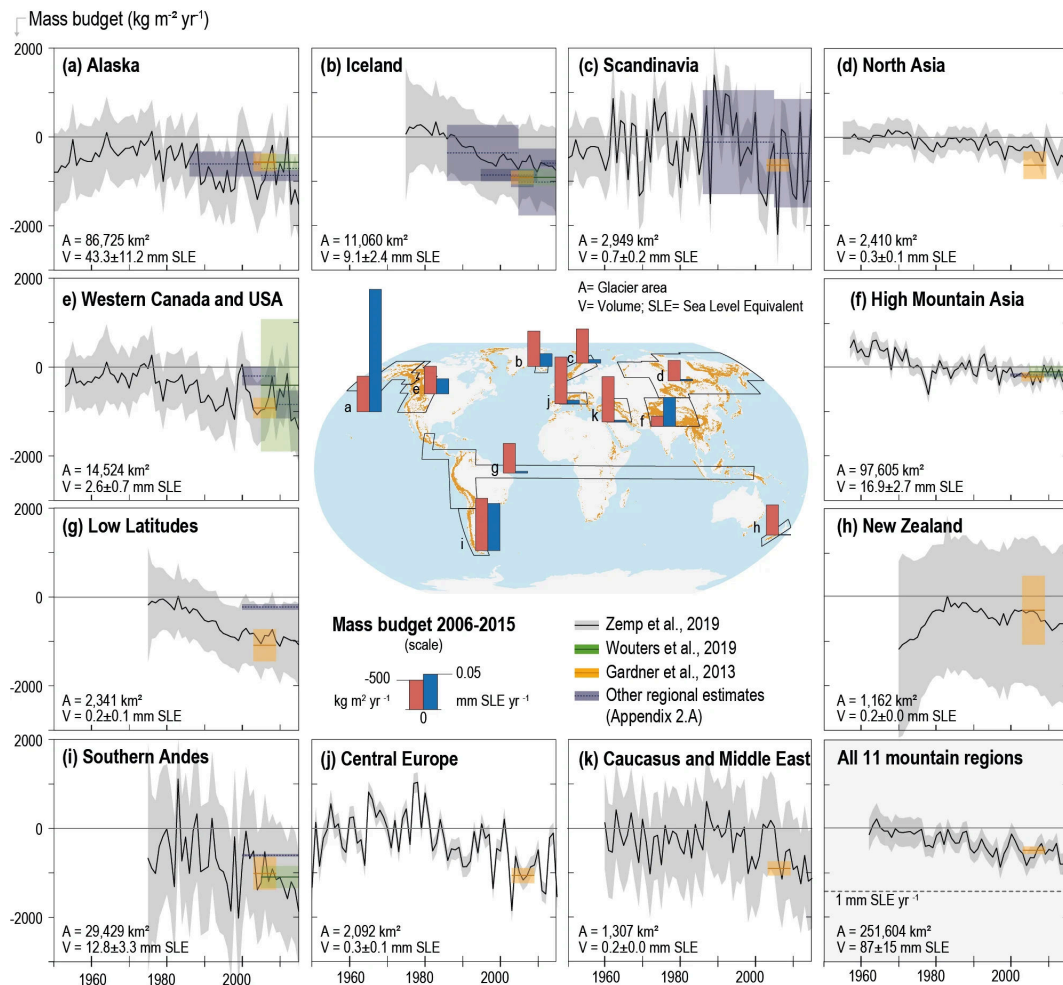 Mass budget (kg m⁻² yr⁻¹)
2000
0
-2000
(a) Alaska
A = 86,725 km²
V = 43.3±11.2 mm SLE
(b) Iceland
A = 11,060 km²
V = 9.1±2.4 mm SLE
(c) Scandinavia
A = 2,949 km²
V = 0.7±0.2 mm SLE
(d) North Asia
A = 2,410 km²
V = 0.3±0.1 mm SLE
2000
0
-2000
e) Western Canada and USA
A = 14,524 km²
V = 2.6±0.7 mm SLE
A= Glacier area
V= Volume; SLE= Sea Level Equivalent
a
b
c
d
e
f
g
h
i
j
k
(f) High Mountain Asia
A = 97,605 km²
V = 16.9±2.7 mm SLE
2000
0
-2000
(g) Low Latitudes
A = 2,341 km²
V = 0.2±0.1 mm SLE
Mass budget 2006-2015
(scale)
-500
0.05
kg m² yr⁻¹
mm SLE yr⁻¹
0
Zemp et al., 2019
Wouters et al., 2019
Gardner et al., 2013
Other regional estimates
(Appendix 2.A)
(h) New Zealand
A = 1,162 km²
V = 0.2±0.0 mm SLE
2000
0
-2000
(i) Southern Andes
A = 29,429 km²
V = 12.8±3.3 mm SLE
(j) Central Europe
A = 2,092 km²
V = 0.3±0.1 mm SLE
(k) Caucasus and Middle East
A = 1,307 km²
V = 0.2±0.0 mm SLE
All 11 mountain regions
1 mm SLE yr⁻¹
A = 251,604 km²
V = 87±15 mm SLE
1960 1980 2000
1960 1980 2000
1960 1980 2000
1960 1980 2000